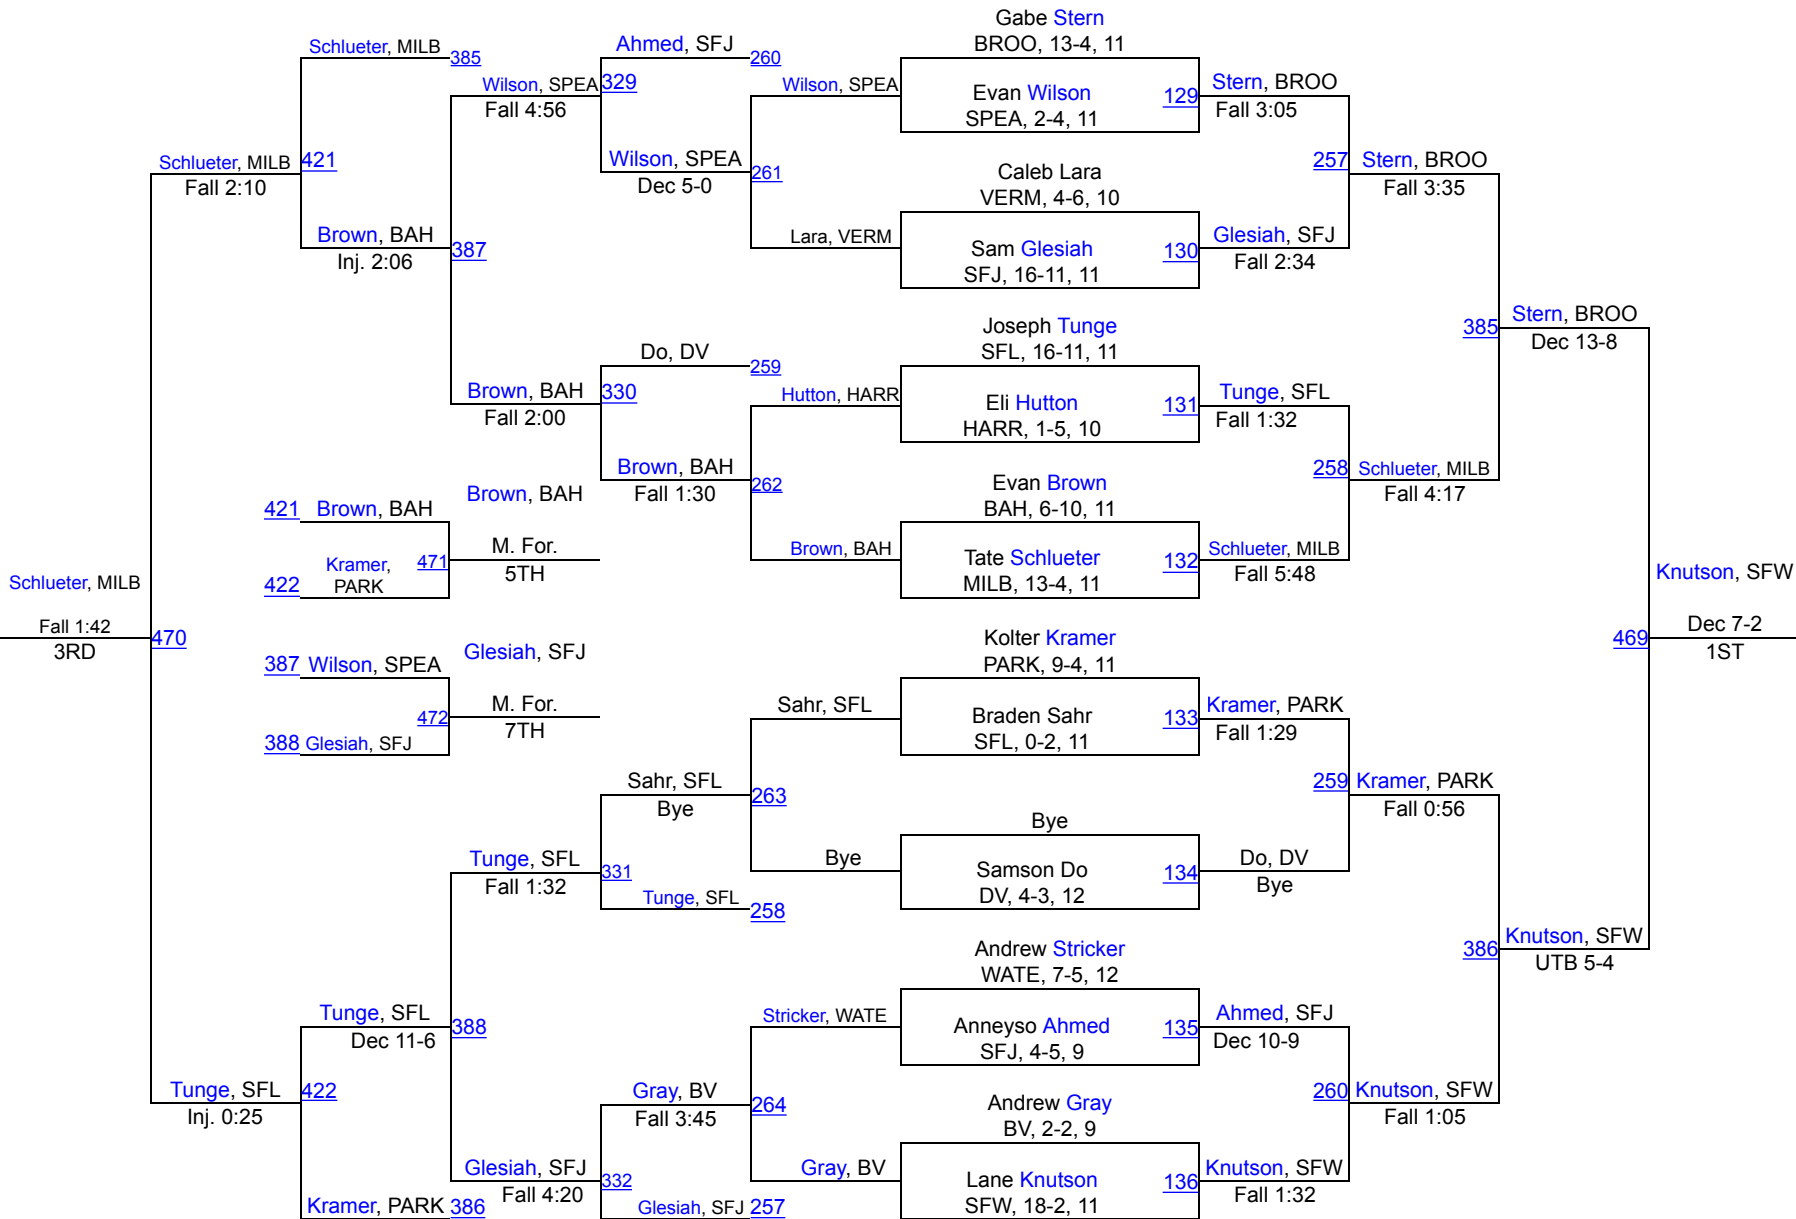 Gabe Stern
BROO, 13-4, 11
Schlueter, MILB
385
Ahmed, SFJ
260
Wilson, SPEA
329
Fall 4:56
Wilson, SPEA
Evan Wilson
SPEA, 2-4, 11
129
Stern, BROO
Fall 3:05
Schlueter, MILB
421
Fall 2:10
Wilson, SPEA
261
Dec 5-0
Caleb Lara
VERM, 4-6, 10
257
Stern, BROO
Fall 3:35
Brown, BAH
387
Inj. 2:06
Lara, VERM
Sam Glesiah
SFJ, 16-11, 11
130
Glesiah, SFJ
Fall 2:34
Joseph Tunge
SFL, 16-11, 11
385
Stern, BROO
Dec 13-8
Do, DV
259
Brown, BAH
330
Fall 2:00
Hutton, HARR
Eli Hutton
HARR, 1-5, 10
131
Tunge, SFL
Fall 1:32
Brown, BAH
262
Fall 1:30
Evan Brown
BAH, 6-10, 11
258
Schlueter, MILB
Fall 4:17
421
Brown, BAH
Brown, BAH
422
Kramer,
PARK
471
M. For.
5TH
Brown, BAH
Tate Schlueter
MILB, 13-4, 11
132
Schlueter, MILB
Fall 5:48
Schlueter, MILB
Fall 1:42
3RD
470
Knutson, SFW
469
Dec 7-2
1ST
387
Wilson, SPEA
Glesiah, SFJ
388
Glesiah, SFJ
472
M. For.
7TH
Kolter Kramer
PARK, 9-4, 11
Sahr, SFL
Braden Sahr
SFL, 0-2, 11
133
Kramer, PARK
Fall 1:29
Sahr, SFL
263
Bye
259
Kramer, PARK
Fall 0:56
Bye
Bye
Samson Do
DV, 4-3, 12
134
Do, DV
Bye
Tunge, SFL
331
Fall 1:32
Tunge, SFL
258
Andrew Stricker
WATE, 7-5, 12
386
Knutson, SFW
UTB 5-4
Tunge, SFL
388
Dec 11-6
Stricker, WATE
Anneyso Ahmed
SFJ, 4-5, 9
135
Ahmed, SFJ
Dec 10-9
Tunge, SFL
422
Inj. 0:25
Gray, BV
264
Fall 3:45
Andrew Gray
BV, 2-2, 9
260
Knutson, SFW
Fall 1:05
Glesiah, SFJ
332
Fall 4:20
Gray, BV
Lane Knutson
SFW, 18-2, 11
136
Knutson, SFW
Fall 1:32
Kramer, PARK
386
Glesiah, SFJ
257